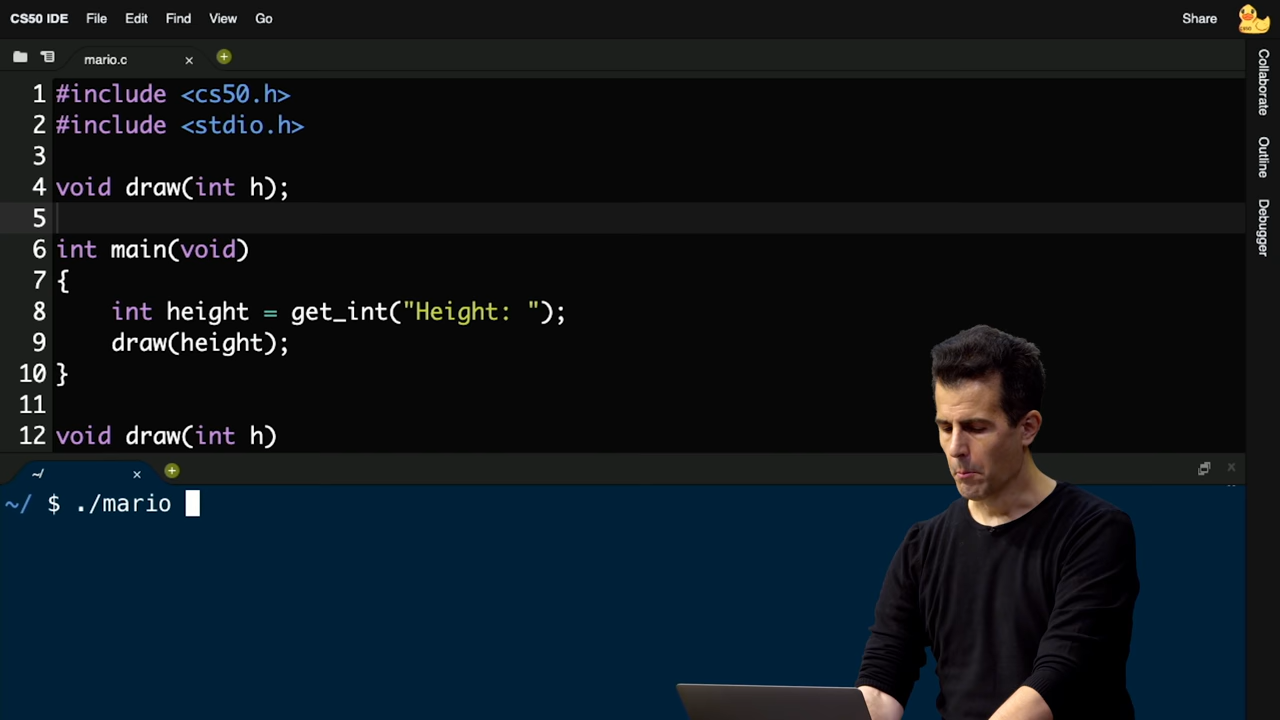 CS50 IDE File Edit Find View Go Share
mario.c
1 #include <cs50.h>
2 #include <stdio.h>
3
4 void draw(int h);
5
6 int main(void)
7 {
8     int height = get_int("Height: ");
9     draw(height);
10 }
11
12 void draw(int h)
~/
~/ $ ./mario
Collaborate
Outline
Debugger